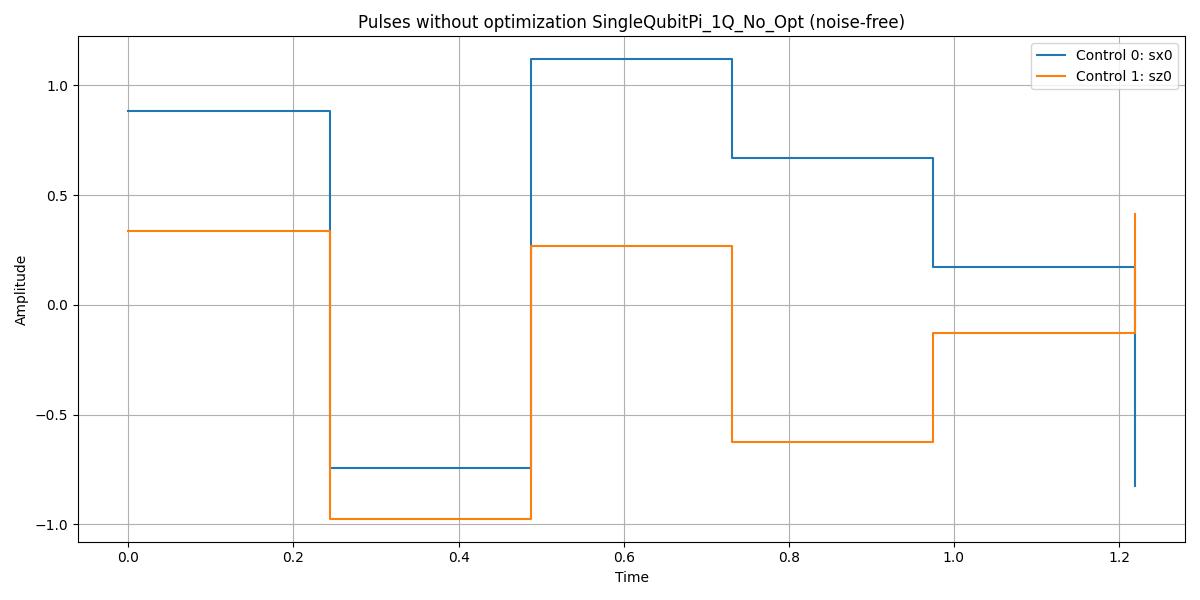 Pulses without optimization SingleQubitPi_1Q_No_Opt (noise-free)
Control 0: sx0
Control 1: sz0
Amplitude
1.0
0.5
0.0
−0.5
−1.0
0.0 0.2 0.4 0.6 0.8 1.0 1.2
Time